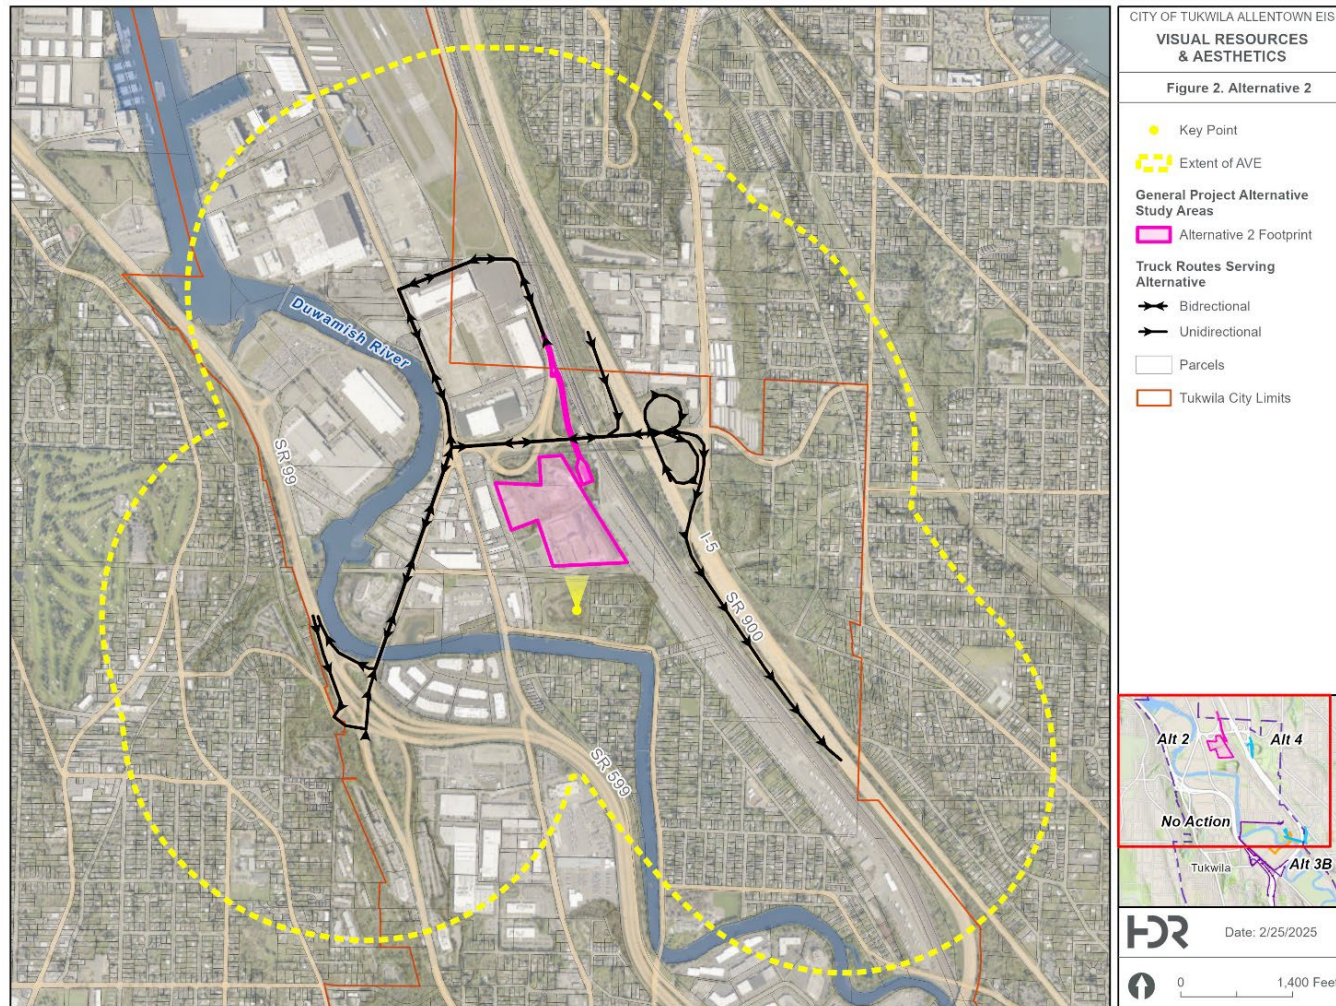 CITY OF TUKWILA ALLENTOWN EIS
VISUAL RESOURCES
& AESTHETICS
Figure 2. Alternative 2
Key Point
Extent of AVE
General Project Alternative
Study Areas
Alternative 2 Footprint
Truck Routes Serving
Alternative
Bidrectional
Unidirectional
Parcels
Tukwila City Limits
Duwamish River
SR 99
I-5
SR 900
SR 599
Alt 2
Alt 4
No Action
Tukwila
Alt 3B
HDR
Date: 2/25/2025
0 1,400 Fee